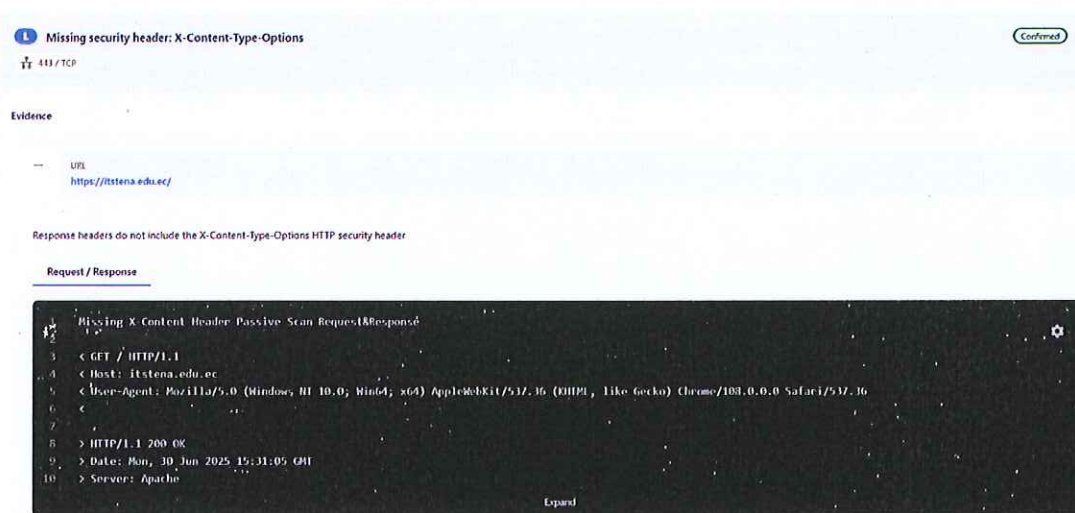 L Missing security header: X-Content-Type-Options
Confirmed
443 / TCP
Evidence
URL
https://itstena.edu.ec/
Response headers do not include the X-Content-Type-Options HTTP security header
Request / Response
1 Missing X-Content Header Passive Scan Request&Response
2
3 < GET / HTTP/1.1
4 < Host: itstena.edu.ec
5 < User-Agent: Mozilla/5.0 (Windows NT 10.0; Win64; x64) AppleWebKit/537.36 (KHTML, like Gecko) Chrome/108.0.0.0 Safari/537.36
6 <
7
8 > HTTP/1.1 200 OK
9 > Date: Mon, 30 Jun 2025 15:31:05 GMT
10 > Server: Apache
Expand